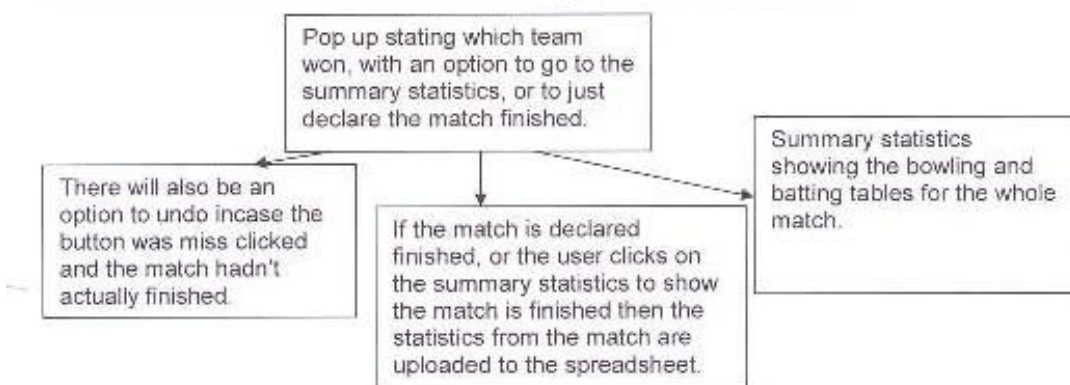 Pop up stating which team
won, with an option to go to the
summary statistics, or to just
declare the match finished.
There will also be an
option to undo incase the
button was miss clicked
and the match hadn't
actually finished.
If the match is declared
finished, or the user clicks on
the summary statistics to show
the match is finished then the
statistics from the match are
uploaded to the spreadsheet.
Summary statistics
showing the bowling and
batting tables for the whole
match.